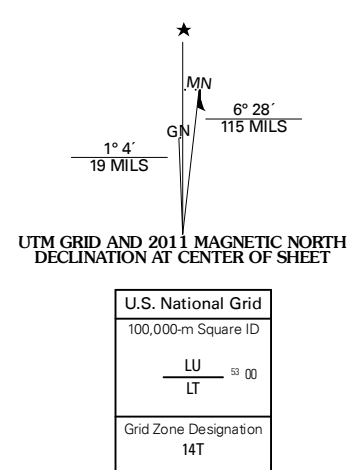 MN
6° 28´
115 MILS
GN
1° 4´
19 MILS
UTM GRID AND 2011 MAGNETIC NORTH
DECLINATION AT CENTER OF SHEET
U.S. National Grid
100,000-m Square ID
LU
53 00
LT
Grid Zone Designation
14T